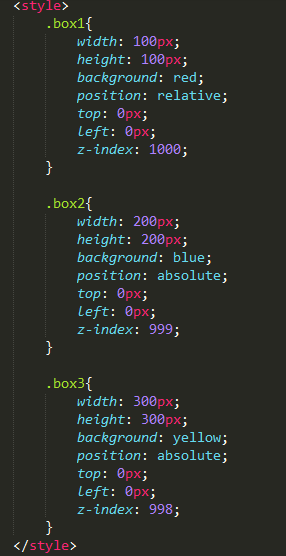 <style>
.box1{
width: 100px;
height: 100px;
background: red;
position: relative;
top: 0px;
left: 0px;
z-index: 1000;
}
.box2{
width: 200px;
height: 200px;
background: blue;
position: absolute;
top: 0px;
left: 0px;
z-index: 999;
}
.box3{
width: 300px;
height: 300px;
background: yellow;
position: absolute;
top: 0px;
left: 0px;
z-index: 998;
}
</style>